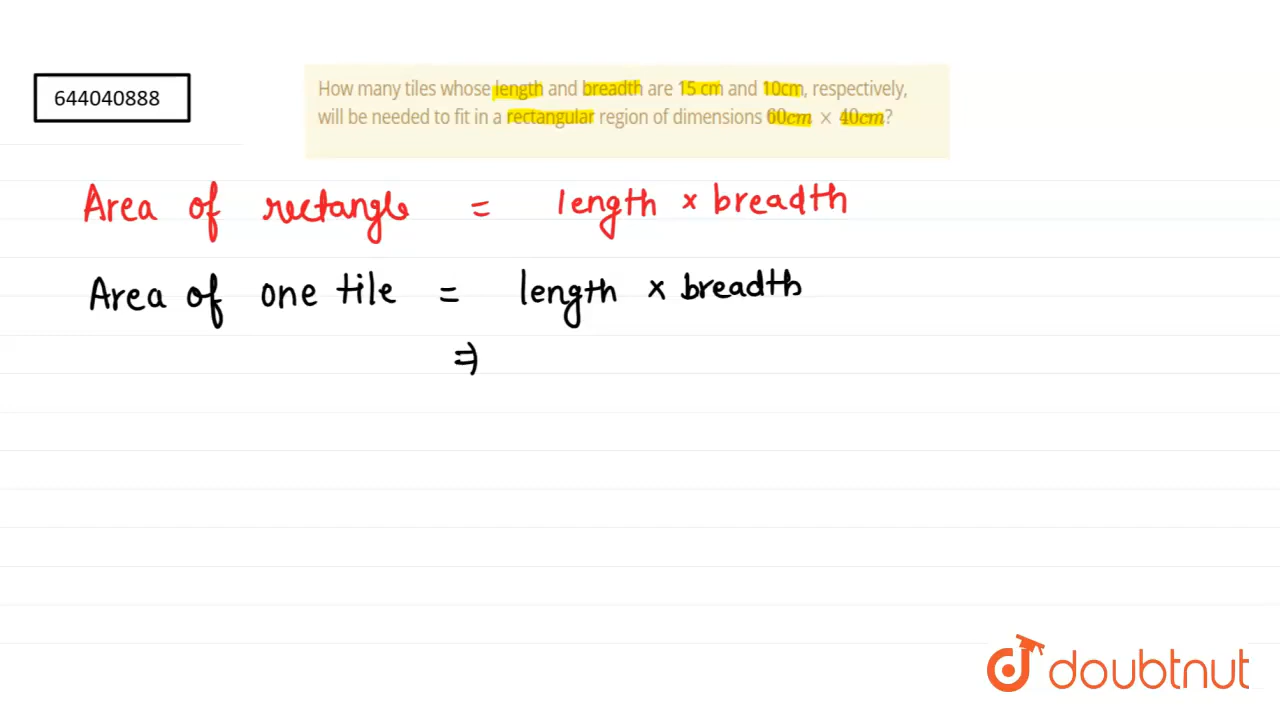 644040888
How many tiles whose length and breadth are 15 cm and 10cm, respectively,
will be needed to fit in a rectangular region of dimensions 60cm × 40cm?
Area of rectangle = length × breadth
Area of one tile = length × breadth
⇒
doubtnut